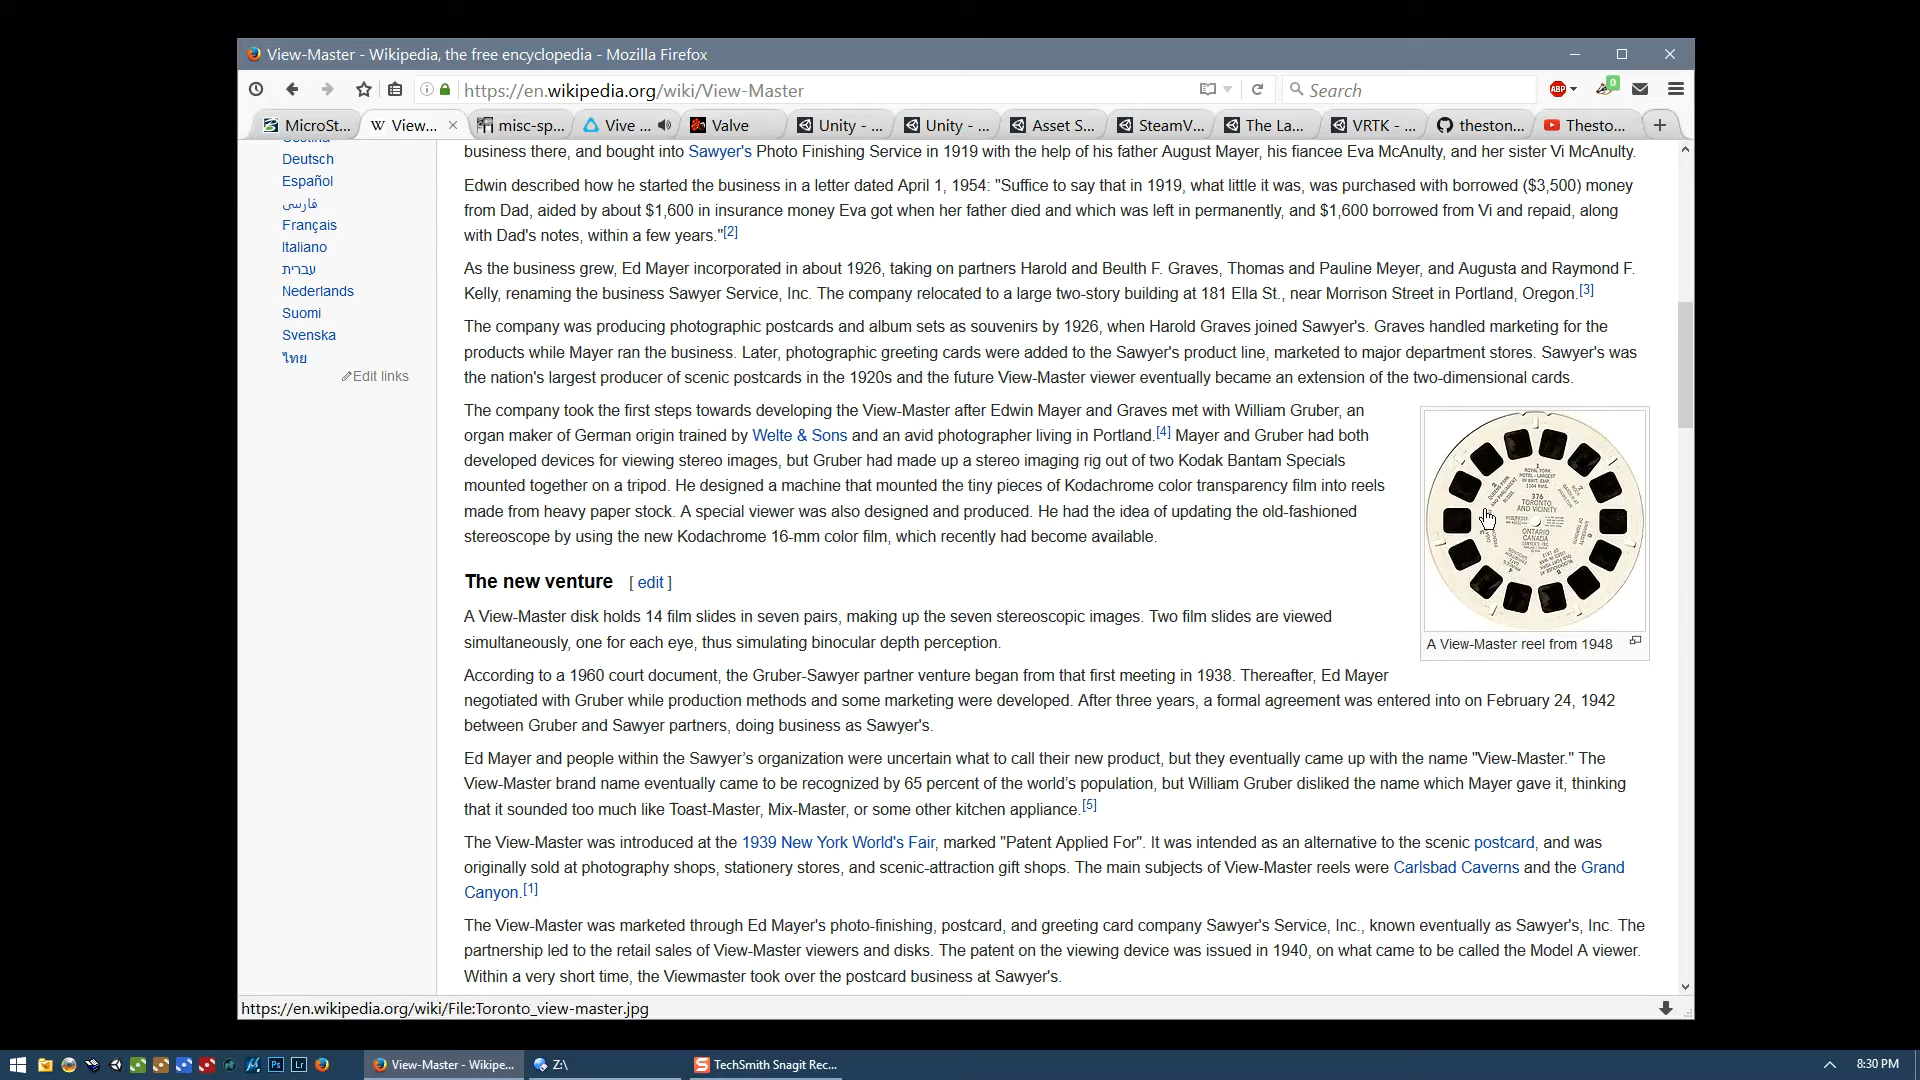 View-Master - Wikipedia, the free encyclopedia - Mozilla Firefox
https://en.wikipedia.org/wiki/View-Master
Search
ABP
0
MicroSt...
W View...
misc-sp...
Vive ...
Valve
Unity - ...
Unity - ...
Asset S...
SteamV...
The La...
VRTK - ...
theston...
Thesto...
Deutsch
Español
فارسی
Français
Italiano
עברית
Nederlands
Suomi
Svenska
ไทย
Edit links
business there, and bought into Sawyer's Photo Finishing Service in 1919 with the help of his father August Mayer, his fiancee Eva McAnulty, and her sister Vi McAnulty.
Edwin described how he started the business in a letter dated April 1, 1954: "Suffice to say that in 1919, what little it was, was purchased with borrowed ($3,500) money
from Dad, aided by about $1,600 in insurance money Eva got when her father died and which was left in permanently, and $1,600 borrowed from Vi and repaid, along
with Dad's notes, within a few years."[2]
As the business grew, Ed Mayer incorporated in about 1926, taking on partners Harold and Beulth F. Graves, Thomas and Pauline Meyer, and Augusta and Raymond F.
Kelly, renaming the business Sawyer Service, Inc. The company relocated to a large two-story building at 181 Ella St., near Morrison Street in Portland, Oregon.[3]
The company was producing photographic postcards and album sets as souvenirs by 1926, when Harold Graves joined Sawyer's. Graves handled marketing for the
products while Mayer ran the business. Later, photographic greeting cards were added to the Sawyer's product line, marketed to major department stores. Sawyer's was
the nation's largest producer of scenic postcards in the 1920s and the future View-Master viewer eventually became an extension of the two-dimensional cards.
The company took the first steps towards developing the View-Master after Edwin Mayer and Graves met with William Gruber, an
organ maker of German origin trained by Welte & Sons and an avid photographer living in Portland.[4] Mayer and Gruber had both
developed devices for viewing stereo images, but Gruber had made up a stereo imaging rig out of two Kodak Bantam Specials
mounted together on a tripod. He designed a machine that mounted the tiny pieces of Kodachrome color transparency film into reels
made from heavy paper stock. A special viewer was also designed and produced. He had the idea of updating the old-fashioned
stereoscope by using the new Kodachrome 16-mm color film, which recently had become available.
376
TORONTO
AND VICINITY
ONTARIO
CANADA
A View-Master reel from 1948
The new venture [ edit ]
A View-Master disk holds 14 film slides in seven pairs, making up the seven stereoscopic images. Two film slides are viewed
simultaneously, one for each eye, thus simulating binocular depth perception.
According to a 1960 court document, the Gruber-Sawyer partner venture began from that first meeting in 1938. Thereafter, Ed Mayer
negotiated with Gruber while production methods and some marketing were developed. After three years, a formal agreement was entered into on February 24, 1942
between Gruber and Sawyer partners, doing business as Sawyer's.
Ed Mayer and people within the Sawyer's organization were uncertain what to call their new product, but they eventually came up with the name "View-Master." The
View-Master brand name eventually came to be recognized by 65 percent of the world's population, but William Gruber disliked the name which Mayer gave it, thinking
that it sounded too much like Toast-Master, Mix-Master, or some other kitchen appliance.[5]
The View-Master was introduced at the 1939 New York World's Fair, marked "Patent Applied For". It was intended as an alternative to the scenic postcard, and was
originally sold at photography shops, stationery stores, and scenic-attraction gift shops. The main subjects of View-Master reels were Carlsbad Caverns and the Grand
Canyon.[1]
The View-Master was marketed through Ed Mayer's photo-finishing, postcard, and greeting card company Sawyer's Service, Inc., known eventually as Sawyer's, Inc. The
partnership led to the retail sales of View-Master viewers and disks. The patent on the viewing device was issued in 1940, on what came to be called the Model A viewer.
Within a very short time, the Viewmaster took over the postcard business at Sawyer's.
https://en.wikipedia.org/wiki/File:Toronto_view-master.jpg
Ps
Lr
View-Master - Wikipe...
Z:\
TechSmith Snagit Rec...
8:30 PM